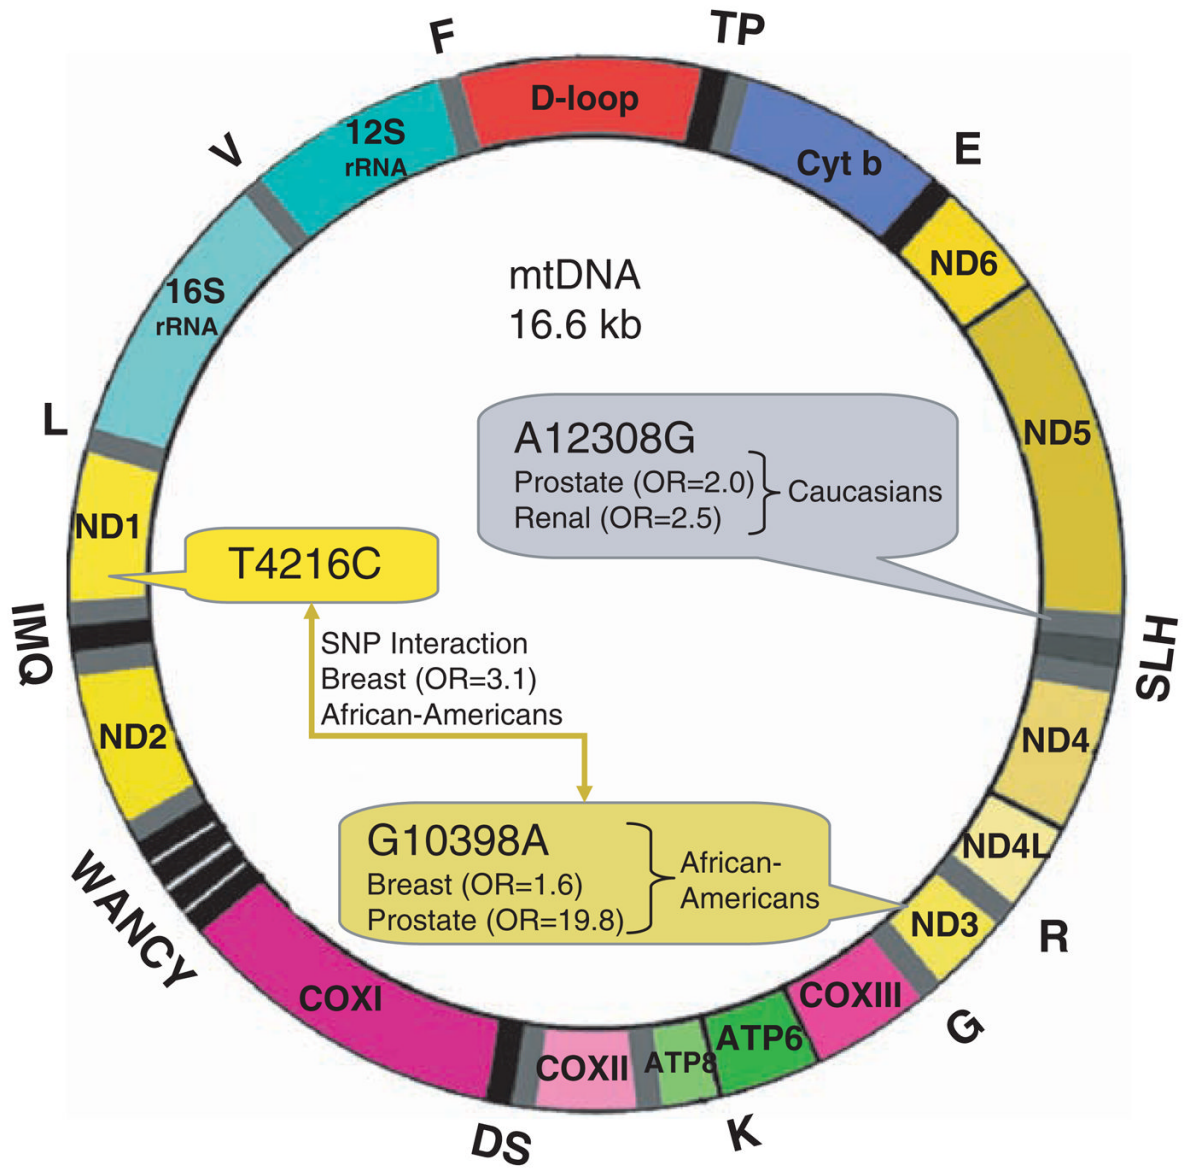 F
TP
D-loop
12S
rRNA
V
Cyt b
E
ND6
16S
rRNA
mtDNA
16.6 kb
L
ND5
A12308G
Prostate (OR=2.0)
Renal (OR=2.5)
Caucasians
ND1
T4216C
IMQ
SNP Interaction
Breast (OR=3.1)
African-Americans
SLH
ND2
ND4
G10398A
Breast (OR=1.6)
Prostate (OR=19.8)
African-
Americans
ND4L
ND3
R
WANCY
COXI
COXIII
G
ATP6
ATP8
COXII
DS
K